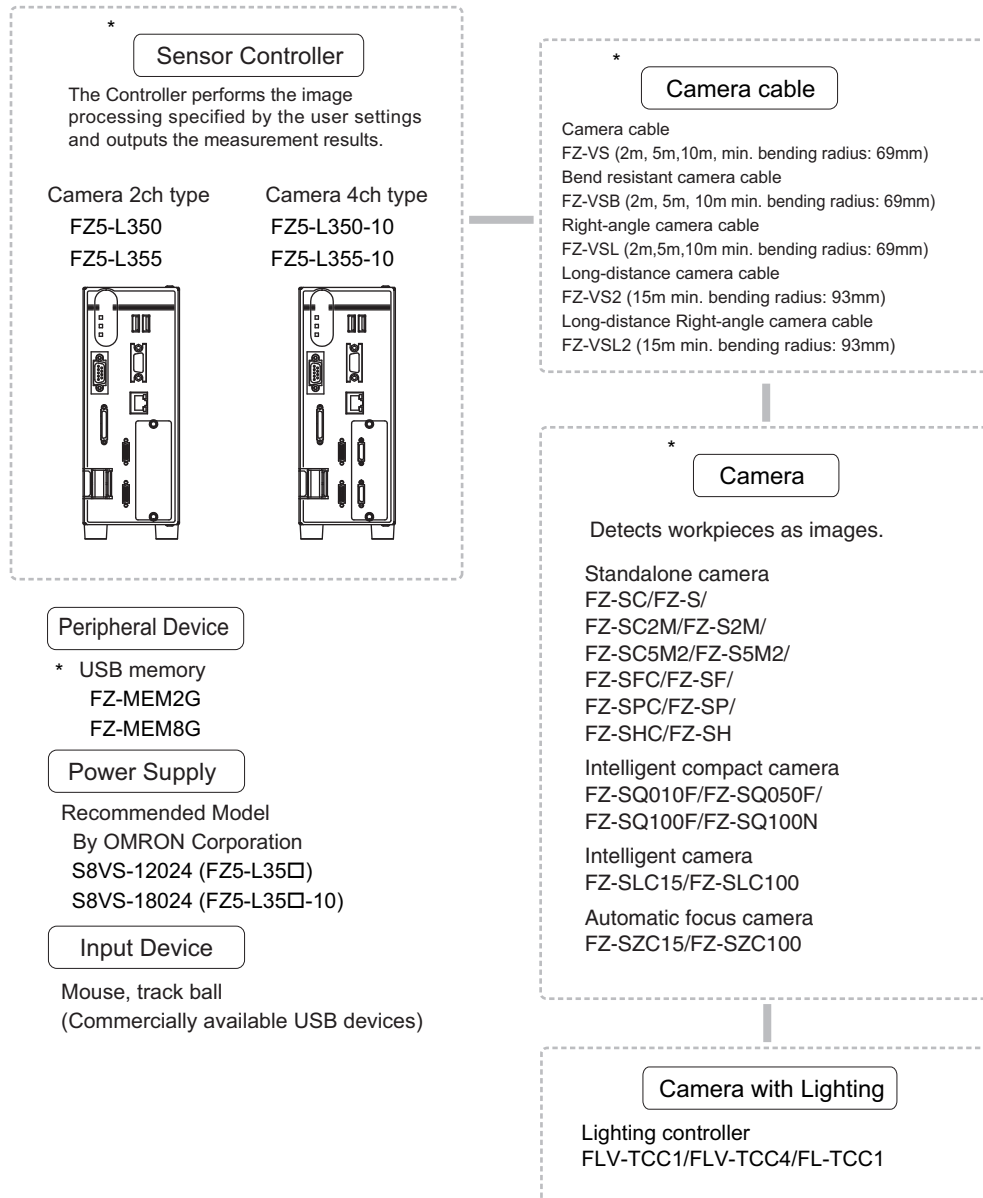 *
Sensor Controller
The Controller performs the image
processing specified by the user settings
and outputs the measurement results.
Camera 2ch type
FZ5-L350
FZ5-L355
Camera 4ch type
FZ5-L350-10
FZ5-L355-10
*
Camera cable
Camera cable
FZ-VS (2m, 5m,10m, min. bending radius: 69mm)
Bend resistant camera cable
FZ-VSB (2m, 5m, 10m min. bending radius: 69mm)
Right-angle camera cable
FZ-VSL (2m,5m,10m min. bending radius: 69mm)
Long-distance camera cable
FZ-VS2 (15m min. bending radius: 93mm)
Long-distance Right-angle camera cable
FZ-VSL2 (15m min. bending radius: 93mm)
*
Camera
Detects workpieces as images.
Standalone camera
FZ-SC/FZ-S/
FZ-SC2M/FZ-S2M/
FZ-SC5M2/FZ-S5M2/
FZ-SFC/FZ-SF/
FZ-SPC/FZ-SP/
FZ-SHC/FZ-SH
Intelligent compact camera
FZ-SQ010F/FZ-SQ050F/
FZ-SQ100F/FZ-SQ100N
Intelligent camera
FZ-SLC15/FZ-SLC100
Automatic focus camera
FZ-SZC15/FZ-SZC100
Peripheral Device
* USB memory
FZ-MEM2G
FZ-MEM8G
Power Supply
Recommended Model
By OMRON Corporation
S8VS-12024 (FZ5-L35□)
S8VS-18024 (FZ5-L35□-10)
Input Device
Mouse, track ball
(Commercially available USB devices)
Camera with Lighting
Lighting controller
FLV-TCC1/FLV-TCC4/FL-TCC1